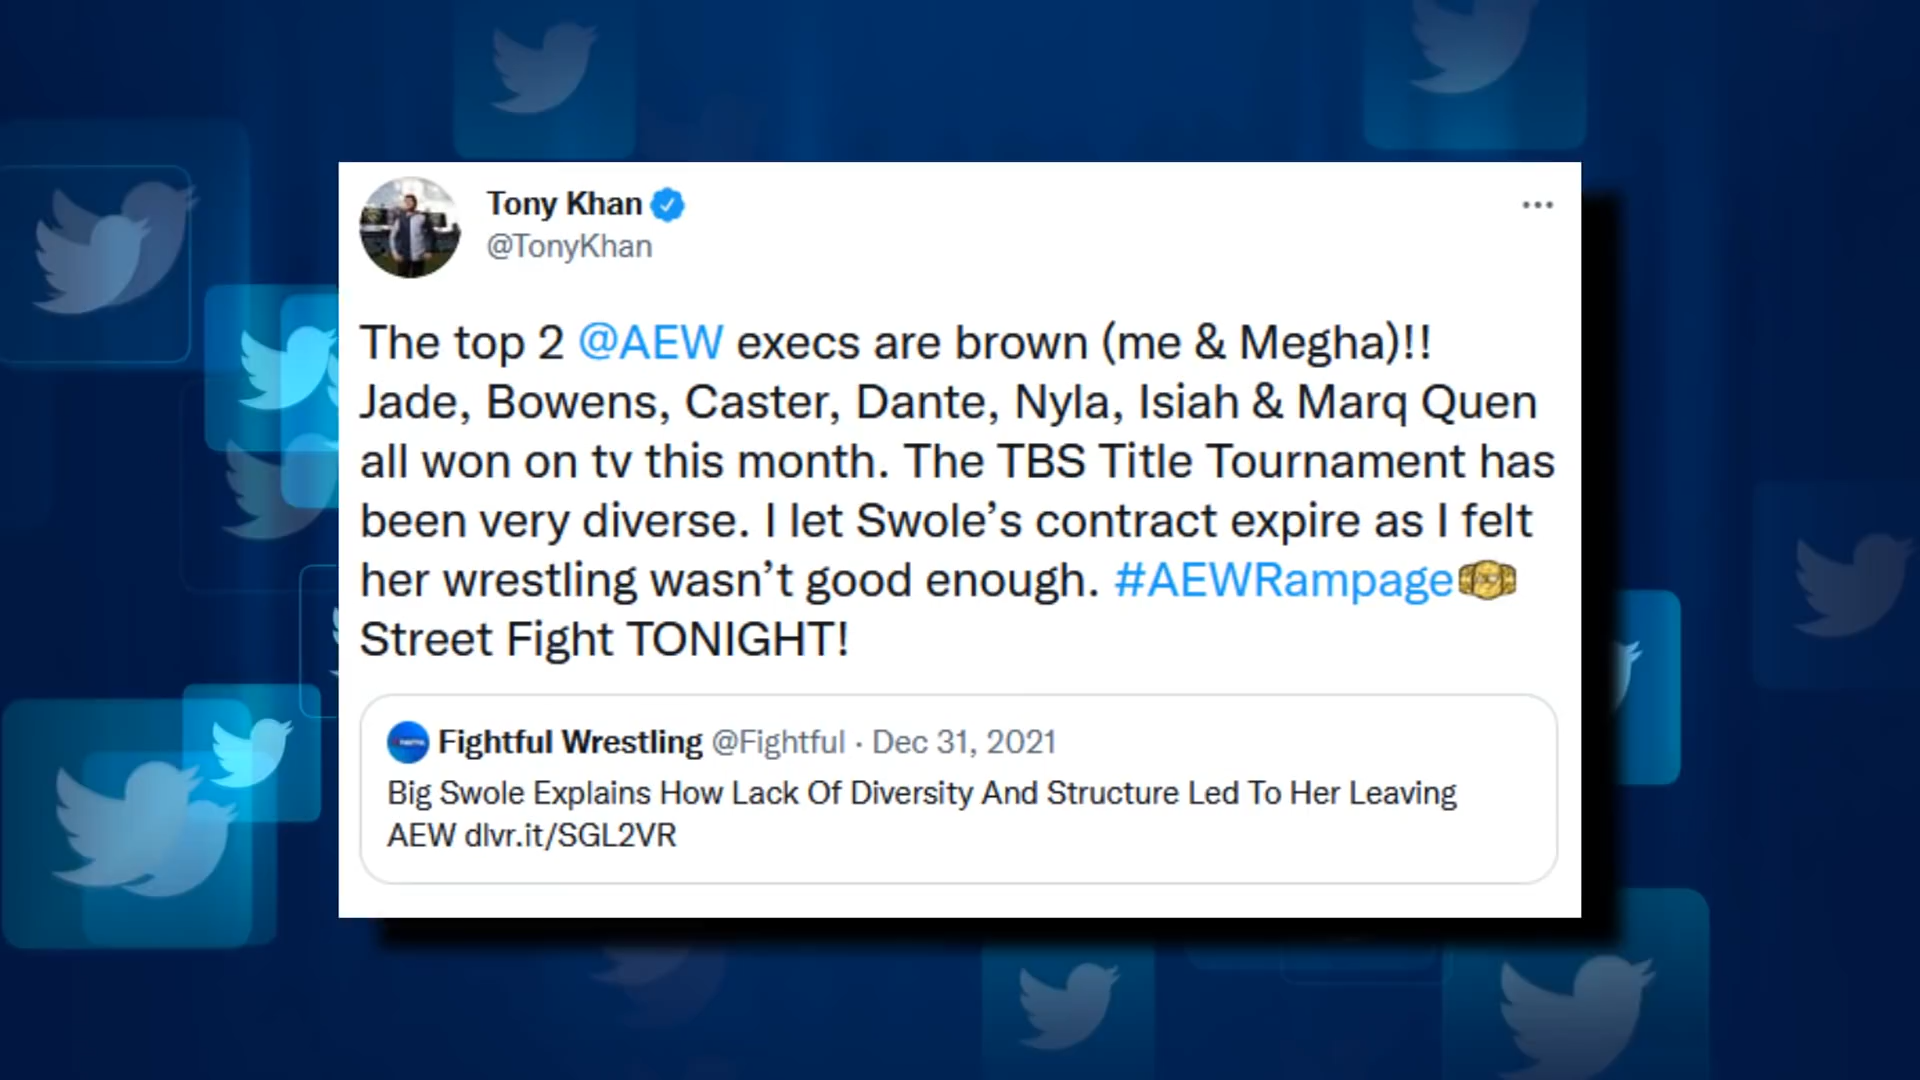 Tony Khan
@TonyKhan
The top 2 @AEW execs are brown (me & Megha)!!
Jade, Bowens, Caster, Dante, Nyla, Isiah & Marq Quen
all won on tv this month. The TBS Title Tournament has
been very diverse. I let Swole’s contract expire as I felt
her wrestling wasn’t good enough. #AEWRampage
Street Fight TONIGHT!
Fightful Wrestling @Fightful · Dec 31, 2021
Big Swole Explains How Lack Of Diversity And Structure Led To Her Leaving
AEW dlvr.it/SGL2VR